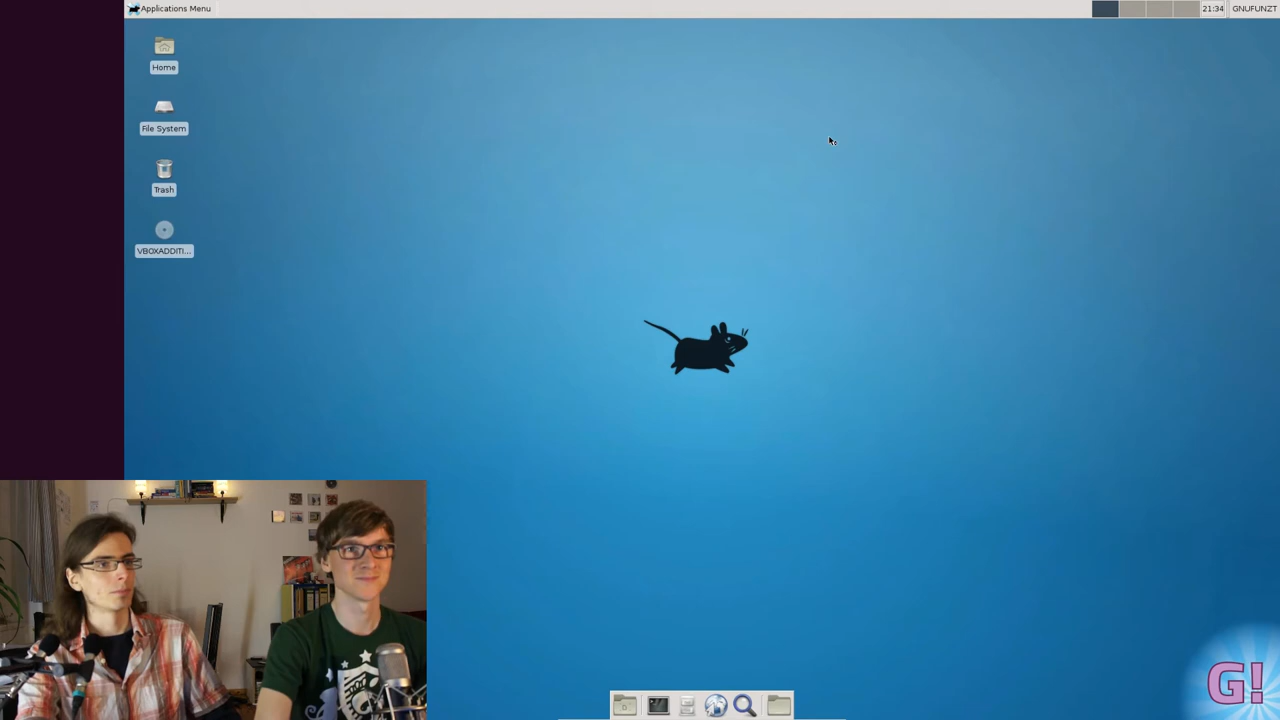 Applications Menu
21:34
GNUFUNZT
Home
File System
Trash
VBOXADDITI...
G!